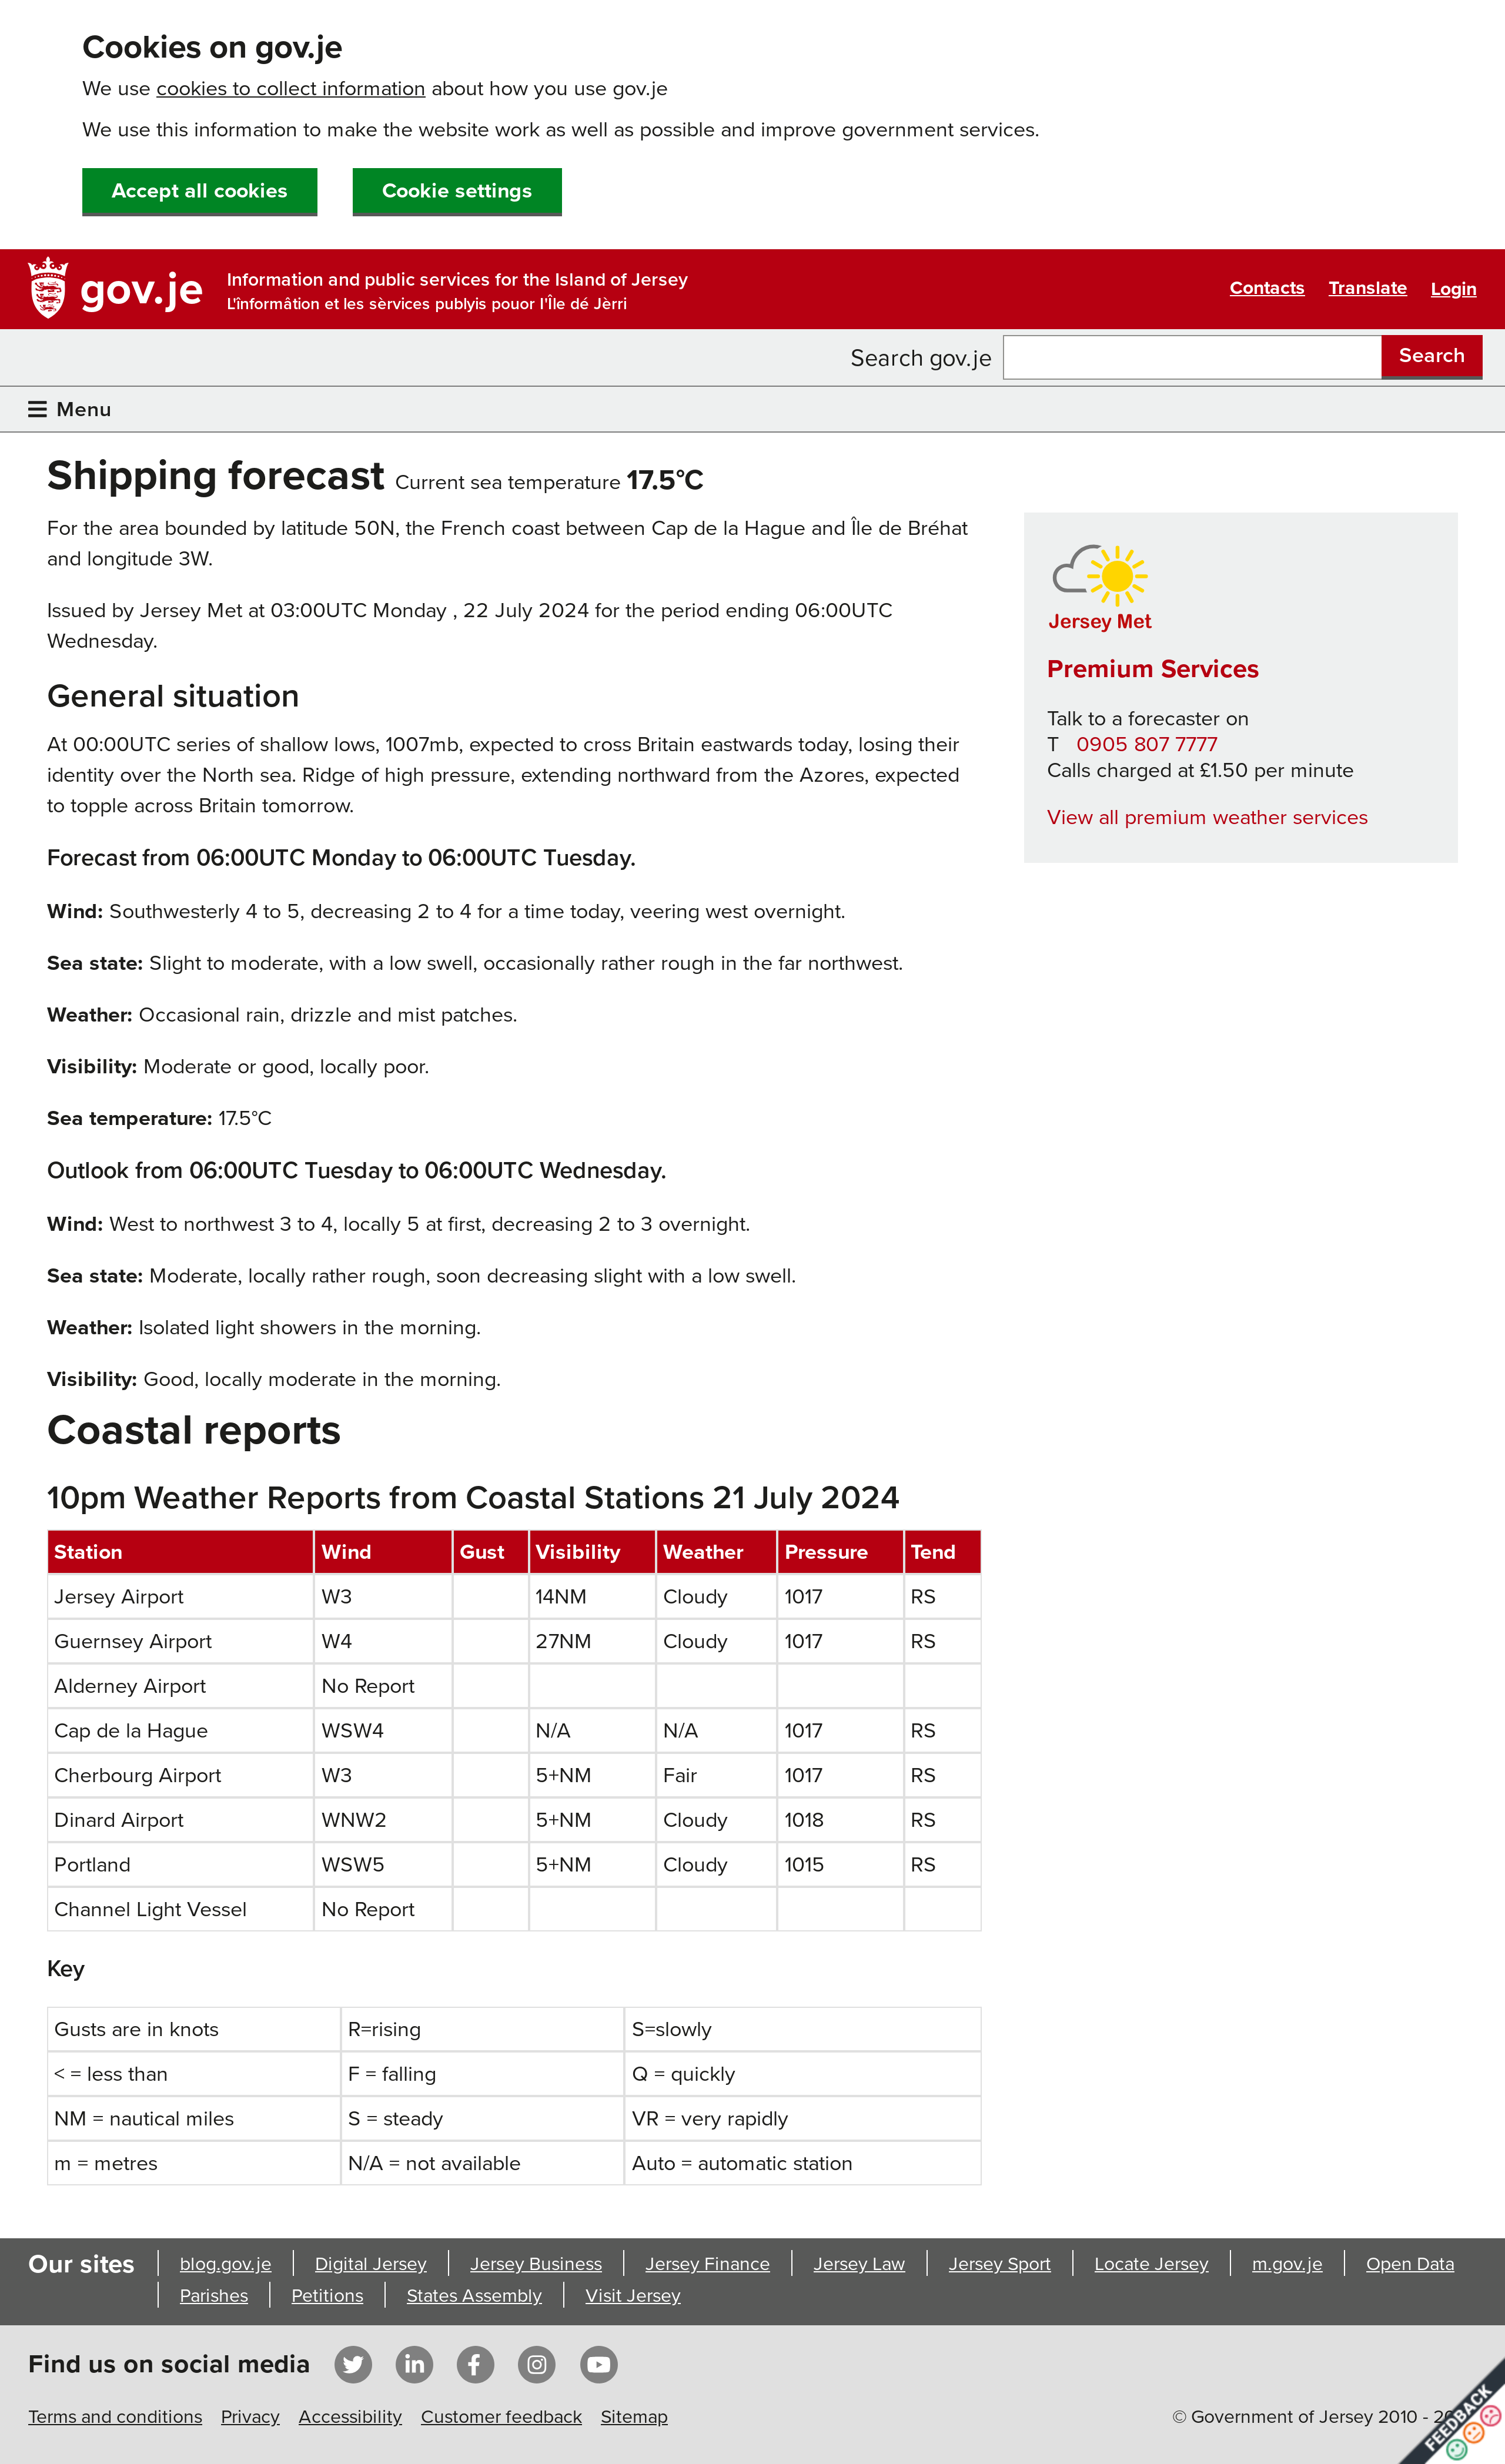 Cookies on gov.je
We use cookies to collect information about how you use gov.je
We use this information to make the website work as well as possible and improve government services.
Accept all cookies
Cookie settings
gov.je
Information and public services for the Island of Jersey
L'înformâtion et les sèrvices publyis pouor I'Île dé Jèrri
Contacts
Translate
Login
Search gov.je
Search
Menu
Shipping forecast Current sea temperature 17.5°C
For the area bounded by latitude 50N, the French coast between Cap de la Hague and Île de Bréhat
and longitude 3W.
Issued by Jersey Met at 03:00UTC Monday , 22 July 2024 for the period ending 06:00UTC
Wednesday.
General situation
At 00:00UTC series of shallow lows, 1007mb, expected to cross Britain eastwards today, losing their
identity over the North sea. Ridge of high pressure, extending northward from the Azores, expected
to topple across Britain tomorrow.
Forecast from 06:00UTC Monday to 06:00UTC Tuesday.
Wind: Southwesterly 4 to 5, decreasing 2 to 4 for a time today, veering west overnight.
Sea state: Slight to moderate, with a low swell, occasionally rather rough in the far northwest.
Weather: Occasional rain, drizzle and mist patches.
Visibility: Moderate or good, locally poor.
Sea temperature: 17.5°C
Outlook from 06:00UTC Tuesday to 06:00UTC Wednesday.
Wind: West to northwest 3 to 4, locally 5 at first, decreasing 2 to 3 overnight.
Sea state: Moderate, locally rather rough, soon decreasing slight with a low swell.
Weather: Isolated light showers in the morning.
Visibility: Good, locally moderate in the morning.
Jersey Met
Premium Services
Talk to a forecaster on
T 0905 807 7777
Calls charged at £1.50 per minute
View all premium weather services
Coastal reports
10pm Weather Reports from Coastal Stations 21 July 2024
Station Wind Gust Visibility Weather Pressure Tend
Jersey Airport W3 14NM Cloudy 1017 RS
Guernsey Airport W4 27NM Cloudy 1017 RS
Alderney Airport No Report
Cap de la Hague WSW4 N/A N/A 1017 RS
Cherbourg Airport W3 5+NM Fair 1017 RS
Dinard Airport WNW2 5+NM Cloudy 1018 RS
Portland WSW5 5+NM Cloudy 1015 RS
Channel Light Vessel No Report
Key
Gusts are in knots R=rising S=slowly
< = less than F = falling Q = quickly
NM = nautical miles S = steady VR = very rapidly
m = metres N/A = not available Auto = automatic station
Our sites
blog.gov.je Digital Jersey Jersey Business Jersey Finance Jersey Law Jersey Sport Locate Jersey m.gov.je Open Data
Parishes Petitions States Assembly Visit Jersey
Find us on social media
Terms and conditions Privacy Accessibility Customer feedback Sitemap
© Government of Jersey 2010 -
FEEDBACK